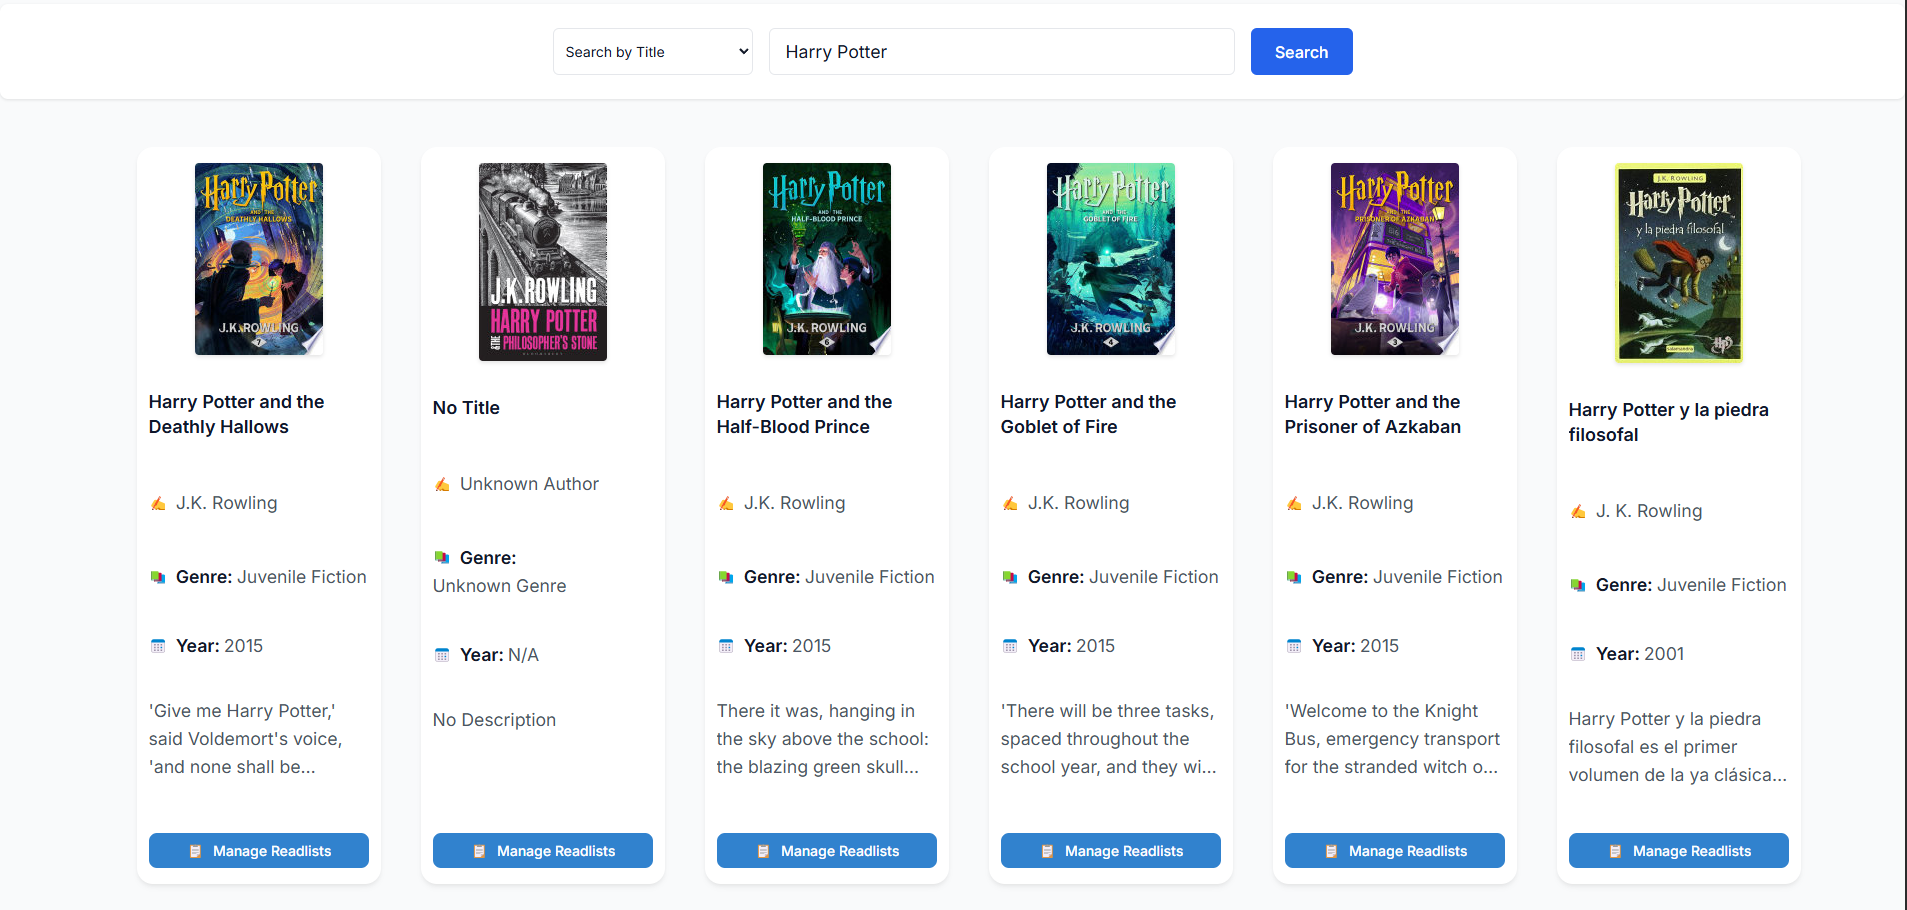 Search by Title
Harry Potter
Search
Harry Potter
AND THE
DEATHLY HALLOWS
J.K. ROWLING
7
J.K. ROWLING
HARRY POTTER
& THE
PHILOSOPHER'S STONE
BLOOMSBURY
Harry Potter
AND THE
HALF-BLOOD PRINCE
J.K. ROWLING
6
Harry Potter
AND THE
GOBLET OF FIRE
J.K. ROWLING
4
Harry Potter
AND THE
PRISONER OF AZKABAN
J.K. ROWLING
3
J.K. ROWLING
Harry Potter
y la piedra filosofal
salamandra
Harry Potter and the
Deathly Hallows
J.K. Rowling
Genre: Juvenile Fiction
Year: 2015
'Give me Harry Potter,'
said Voldemort's voice,
'and none shall be...
Manage Readlists
No Title
Unknown Author
Genre:
Unknown Genre
Year: N/A
No Description
Manage Readlists
Harry Potter and the
Half-Blood Prince
J.K. Rowling
Genre: Juvenile Fiction
Year: 2015
There it was, hanging in
the sky above the school:
the blazing green skull...
Manage Readlists
Harry Potter and the
Goblet of Fire
J.K. Rowling
Genre: Juvenile Fiction
Year: 2015
'There will be three tasks,
spaced throughout the
school year, and they wi...
Manage Readlists
Harry Potter and the
Prisoner of Azkaban
J.K. Rowling
Genre: Juvenile Fiction
Year: 2015
'Welcome to the Knight
Bus, emergency transport
for the stranded witch o...
Manage Readlists
Harry Potter y la piedra
filosofal
J. K. Rowling
Genre: Juvenile Fiction
Year: 2001
Harry Potter y la piedra
filosofal es el primer
volumen de la ya clásica...
Manage Readlists